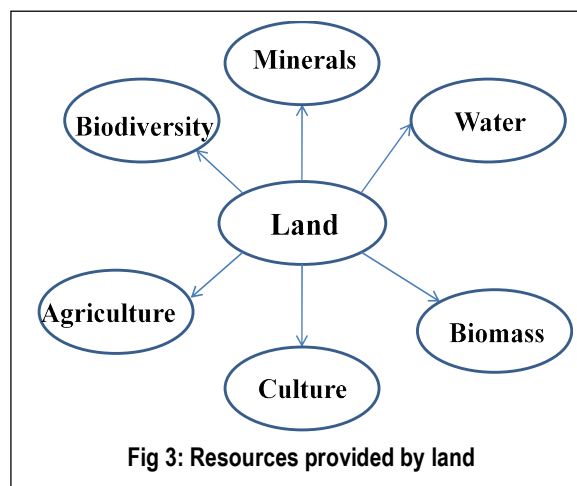 Minerals
Biodiversity
Water
Land
Agriculture
Biomass
Culture
Fig 3: Resources provided by land